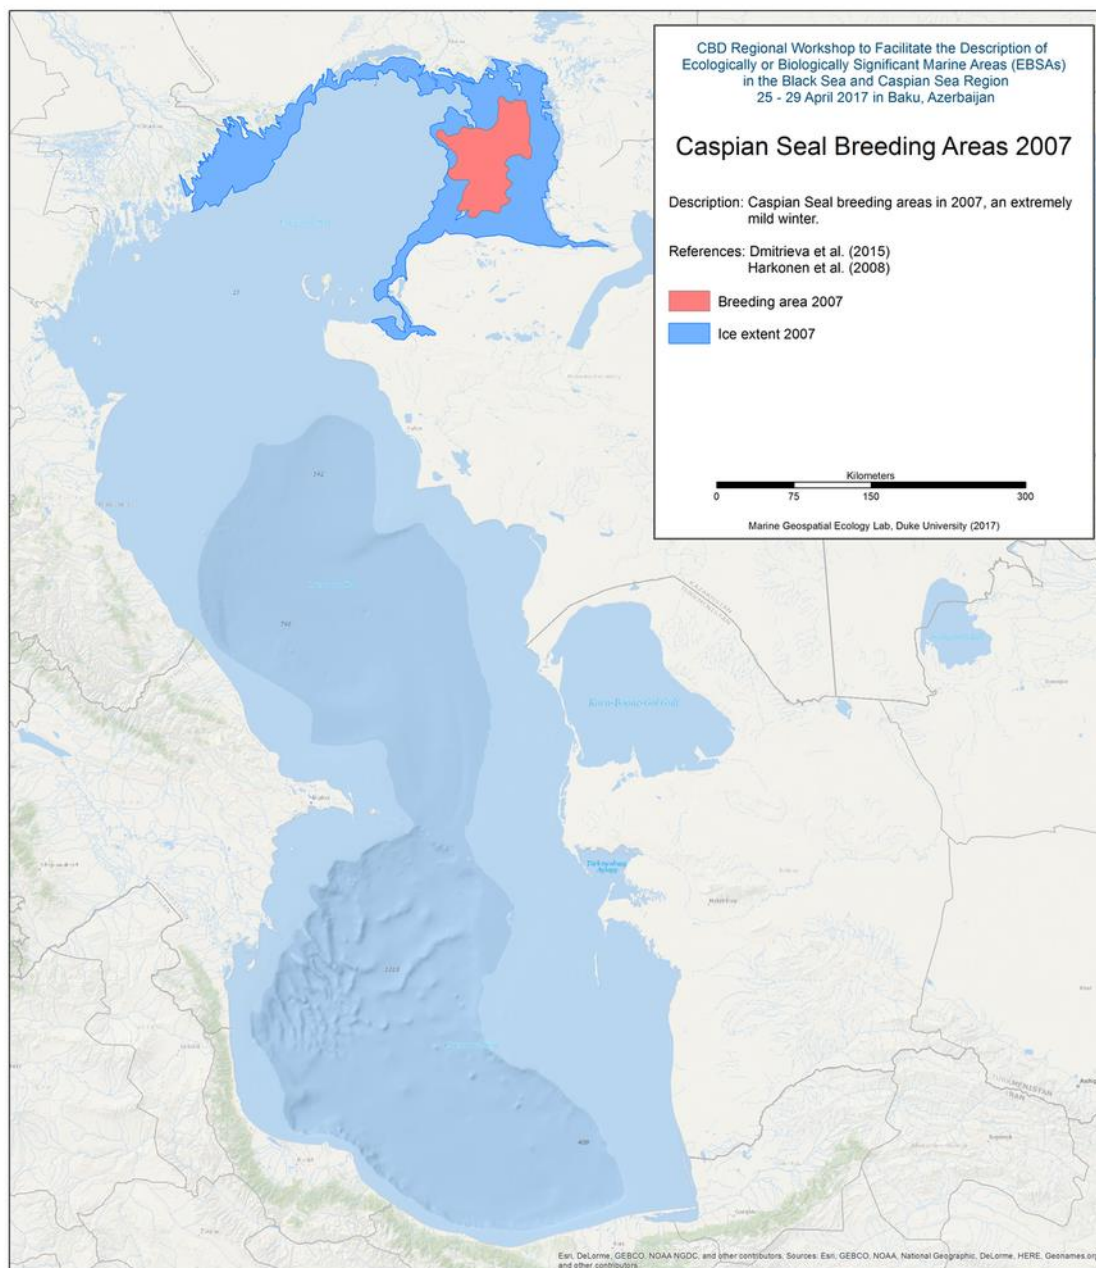 CBD Regional Workshop to Facilitate the Description of
Ecologically or Biologically Significant Marine Areas (EBSAs)
in the Black Sea and Caspian Sea Region
25 - 29 April 2017 in Baku, Azerbaijan
Caspian Seal Breeding Areas 2007
Description: Caspian Seal breeding areas in 2007, an extremely
mild winter.
References: Dmitrieva et al. (2015)
Harkonen et al. (2008)
Breeding area 2007
Ice extent 2007
Kilometers
0 75 150 300
Marine Geospatial Ecology Lab, Duke University (2017)
KAZAKHSTAN
TURKMENISTAN
TURKMENISTAN
IRAN
Esri, DeLorme, GEBCO, NOAA NGDC, and other contributors. Sources: Esri, GEBCO, NOAA, National Geographic, DeLorme, HERE, Geonames.org,
and other contributors